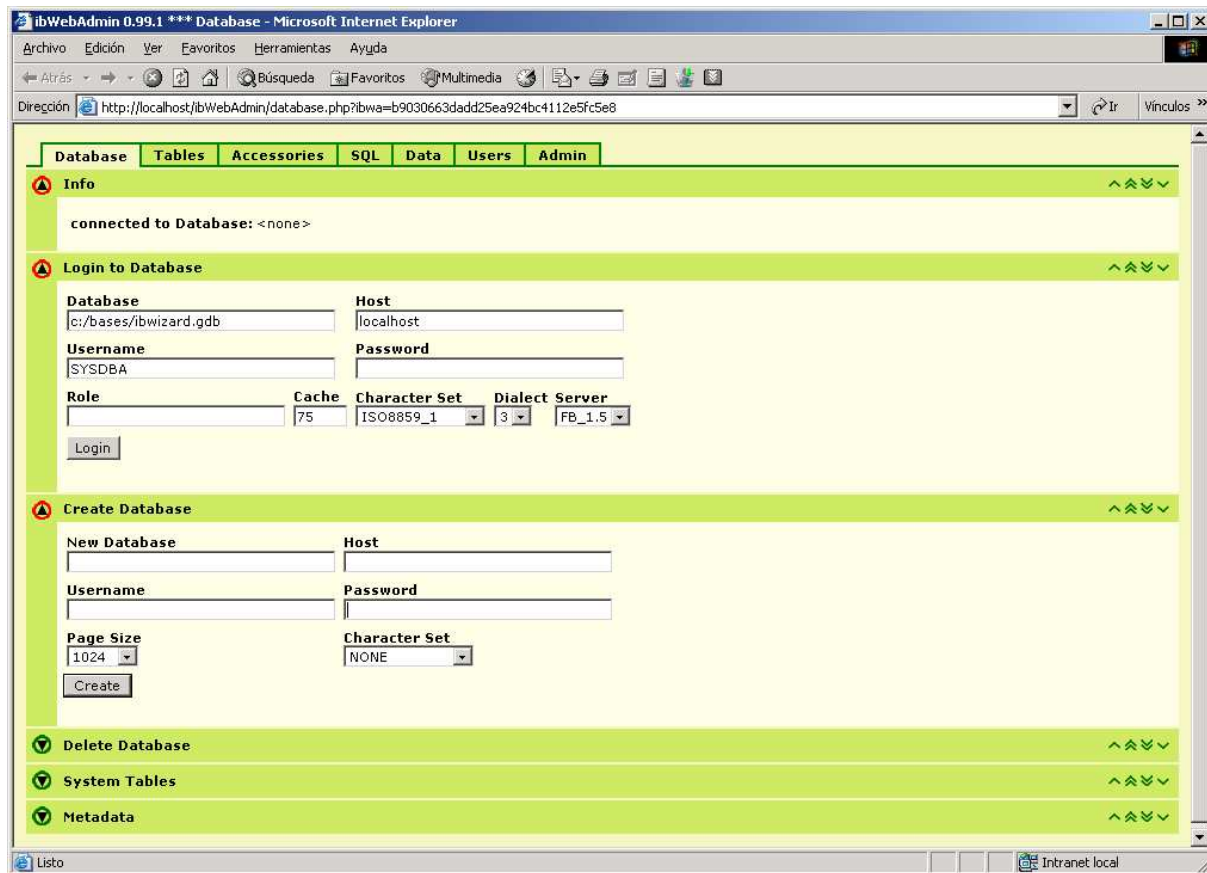 ibWebAdmin 0.99.1 *** Database - Microsoft Internet Explorer
Archivo Edición Ver Favoritos Herramientas Ayuda
Atrás Búsqueda Favoritos Multimedia
Dirección http://localhost/ibWebAdmin/database.php?ibwa=b9030663dadd25ea924bc4112e5fc5e8 Ir Vínculos »
Database Tables Accessories SQL Data Users Admin
Info
connected to Database: <none>
Login to Database
Database Host
c:/bases/ibwizard.gdb localhost
Username Password
SYSDBA
Role Cache Character Set Dialect Server
75 ISO8859_1 3 FB_1.5
Login
Create Database
New Database Host
Username Password
Page Size Character Set
1024 NONE
Create
Delete Database
System Tables
Metadata
Listo Intranet local